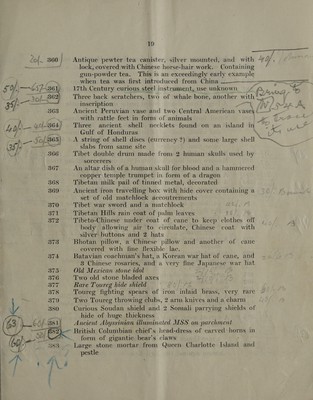 19
360 Antique pewter tea canister, silver mounted, and with
lock, covered with Chinese horse-hair work. Containing
gun-powder tea. This is an exceedingly early example
when tea was first introduced from China
50/- 45/- 361 17th Century curious steel instrument, use unknown
35/- 362 Three back scratchers, two of whale bone, another with
inscription
363 Ancient Peruvian vase and two Central American vases
with rattle feet in form of animals
40/- 364 Three ancient shell necklets found on an island in
Gulf of Honduras
35/- 365 A string of shell discs (currency?) and some large shell
slabs from same site
366 Tibet double drum made from 2 human skulls used by
sorcerers
367 An altar dish of a human skull for blood and a hammered
copper temple trumpet in form of a dragon
368 Tibetan milk pail of tinned metal, decorated
369 Ancient iron travelling box with hide cover containing a
set of old matchlock accoutrements
370 Tibet war sword and a matchlock
371 Tibetan Hills rain coat of palm leaves
372 Tibeto-Chinese under coat of cane to keep clothes off
body allowing air to circulate, Chinese coat with
silver buttons and 2 hats
373 Bhutan pillow, a Chinese pillow and another of cane
covered with fine flexible lac.
374 Batavian coachman's hat, a Korean war hat of cane, and
3 Chinese rosaries, and a very fine Japanese war hat
375 Old Mexican stone idol
376 Two old stone bladed axes
377 Rare Touareg hide shield
378 Toureg fighting spears of iron inlaid brass, very rare
379 Two Toureg throwing clubs, 2 arm knives and a charm
380 Curious Soudan shield and 2 Somali parrying shields of
hide of huge thickness
381 Ancient Abyssinian illuminated MSS on parchment
382 British Columbian chief's head-dress of carved horns in
form of gigantic bear's claws
383 Large stone mortar from Queen Charlotte Island and
pestle